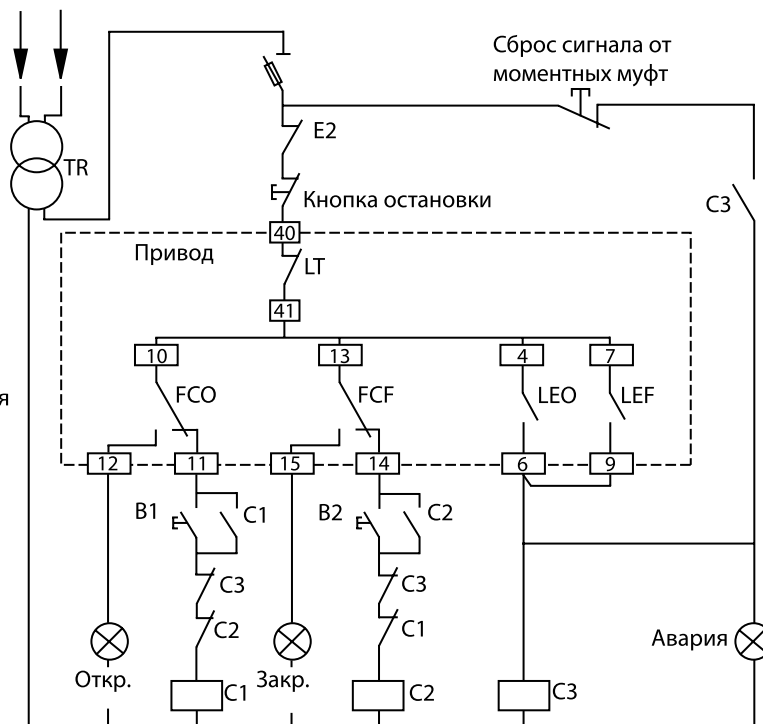 Сброс сигнала от
моментных муфт
E2
TR
Кнопка остановки
C3
40
Привод
LT
41
10
13
4
7
я
FCO
FCF
LEO
LEF
12
11
15
14
6
9
B1
C1
B2
C2
C3
C3
C2
C1
Авария
Откр.
C1
Закр.
C2
C3